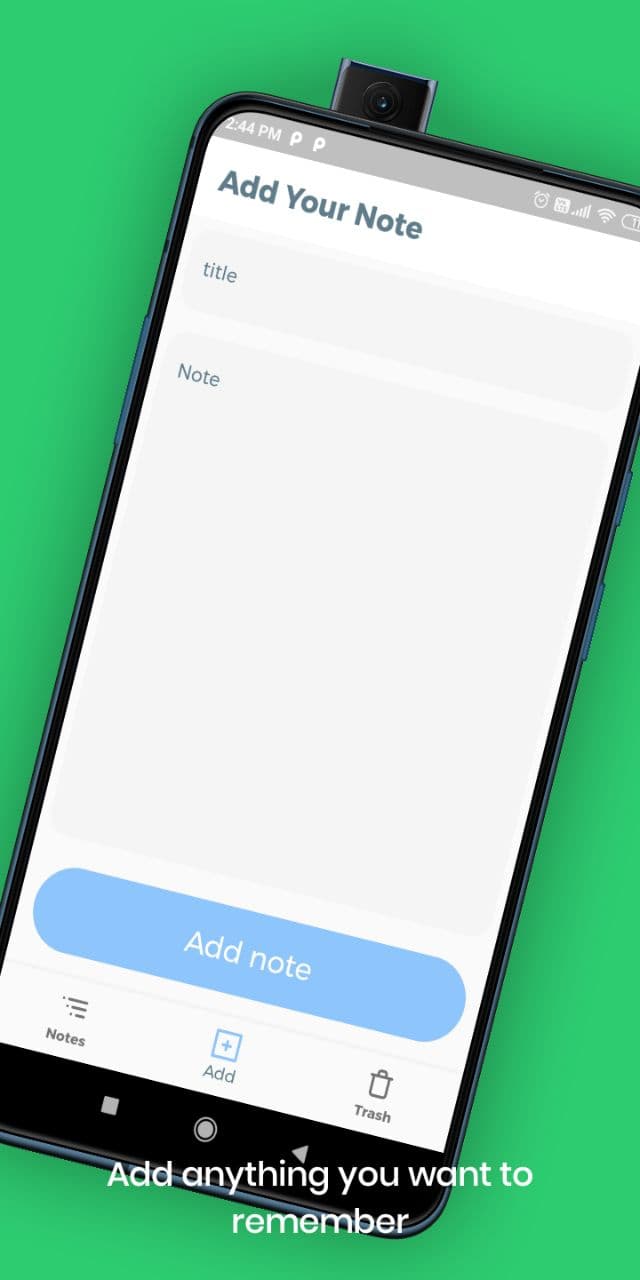 2:44 PM
Add Your Note
title
Note
Add note
Notes
Add
Trash
Add anything you want to
remember